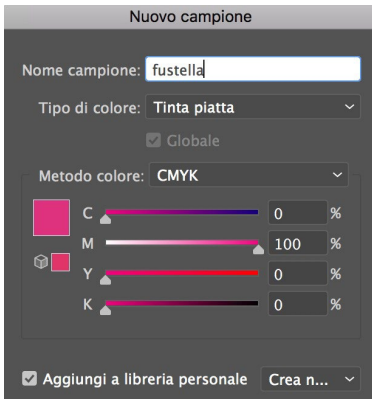 Nuovo campione
Nome campione: fustella
Tipo di colore: Tinta piatta
Globale
Metodo colore: CMYK
C 0 %
M 100 %
Y 0 %
K 0 %
Aggiungi a libreria personale Crea n...